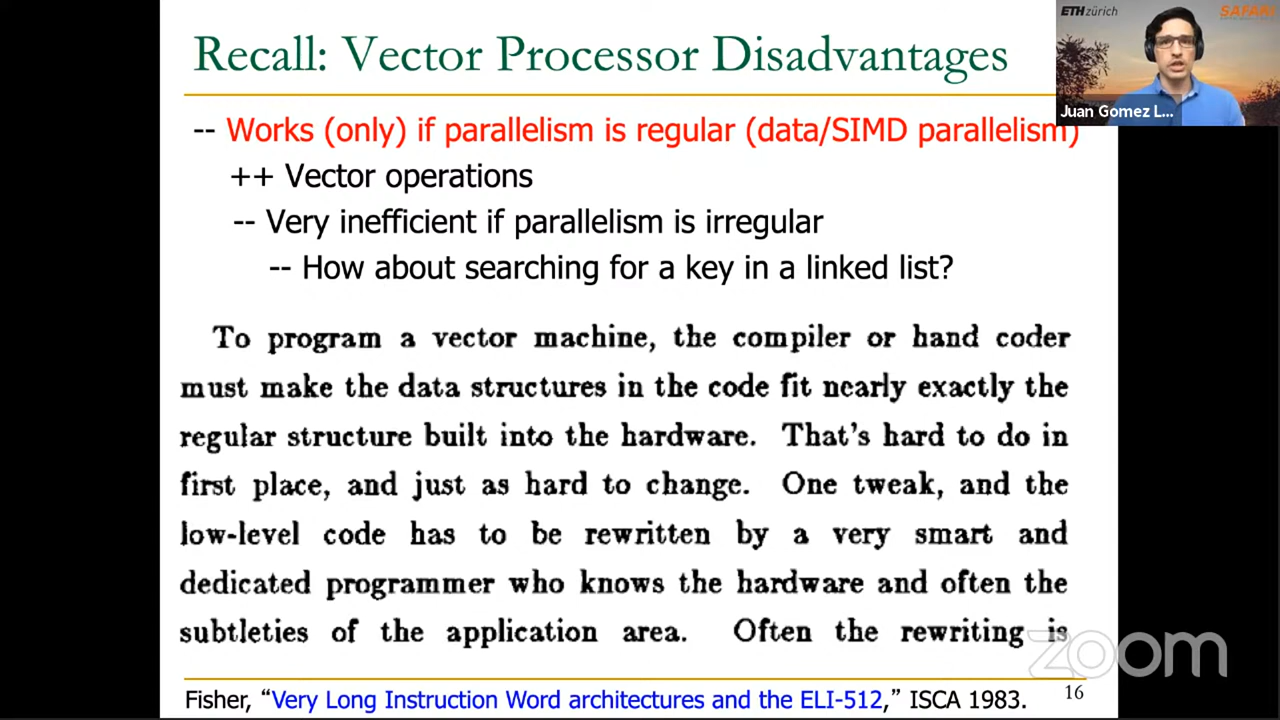 Recall: Vector Processor Disadvantages
ETH zürich
SAFARI
Juan Gomez L...
-- Works (only) if parallelism is regular (data/SIMD parallelism)
++ Vector operations
-- Very inefficient if parallelism is irregular
-- How about searching for a key in a linked list?
To program a vector machine, the compiler or hand coder
must make the data structures in the code fit nearly exactly the
regular structure built into the hardware. That's hard to do in
first place, and just as hard to change. One tweak, and the
low-level code has to be rewritten by a very smart and
dedicated programmer who knows the hardware and often the
subtleties of the application area. Often the rewriting is
zoom
Fisher, “Very Long Instruction Word architectures and the ELI-512,” ISCA 1983.
16